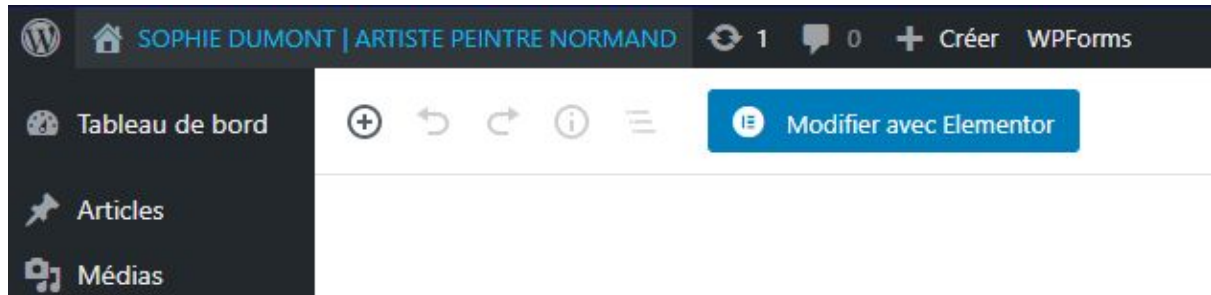 SOPHIE DUMONT | ARTISTE PEINTRE NORMAND 1 0 + Créer WPForms
Tableau de bord
Modifier avec Elementor
Articles
Médias